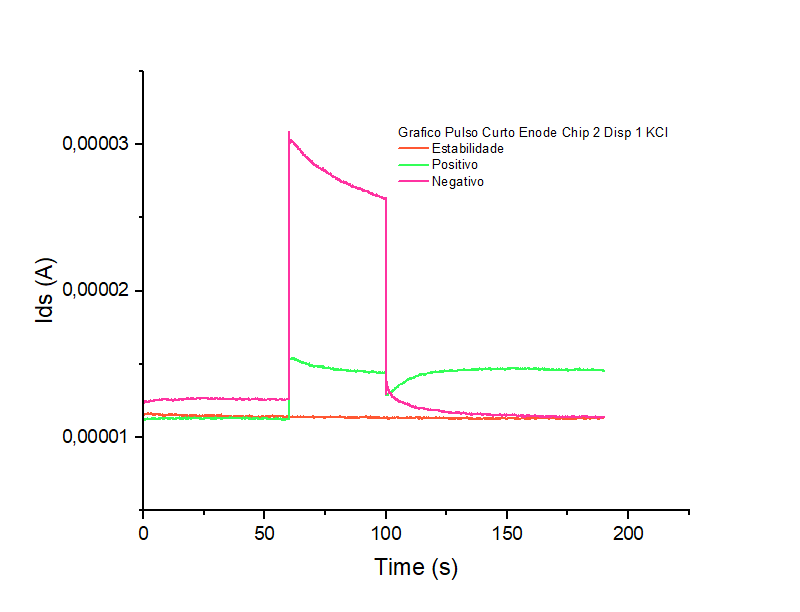 0,00003
0,00002
0,00001
Ids (A)
Grafico Pulso Curto Enode Chip 2 Disp 1 KCl
Estabilidade
Positivo
Negativo
0
50
100
150
200
Time (s)